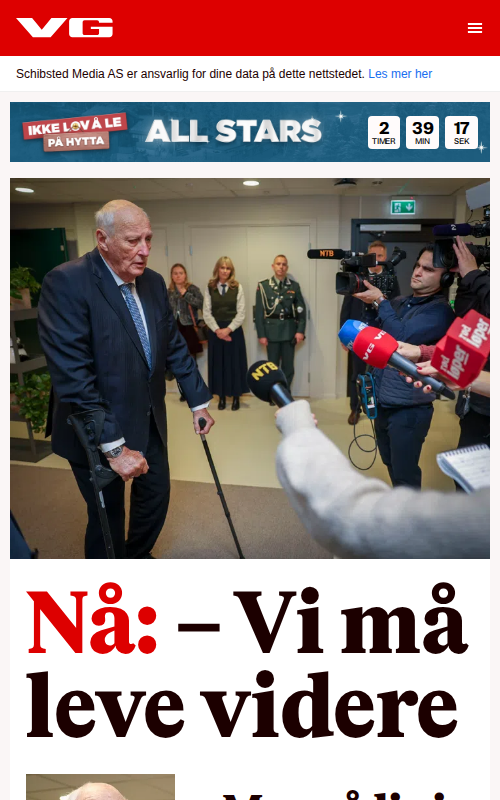 VG
Schibsted Media AS er ansvarlig for dine data på dette nettstedet. Les mer her
IKKE LOV Å LE
PÅ HYTTA
ALL STARS
2
TIMER
39
MIN
17
SEK
NTB
NTB
VG
Nå: – Vi må
leve videre